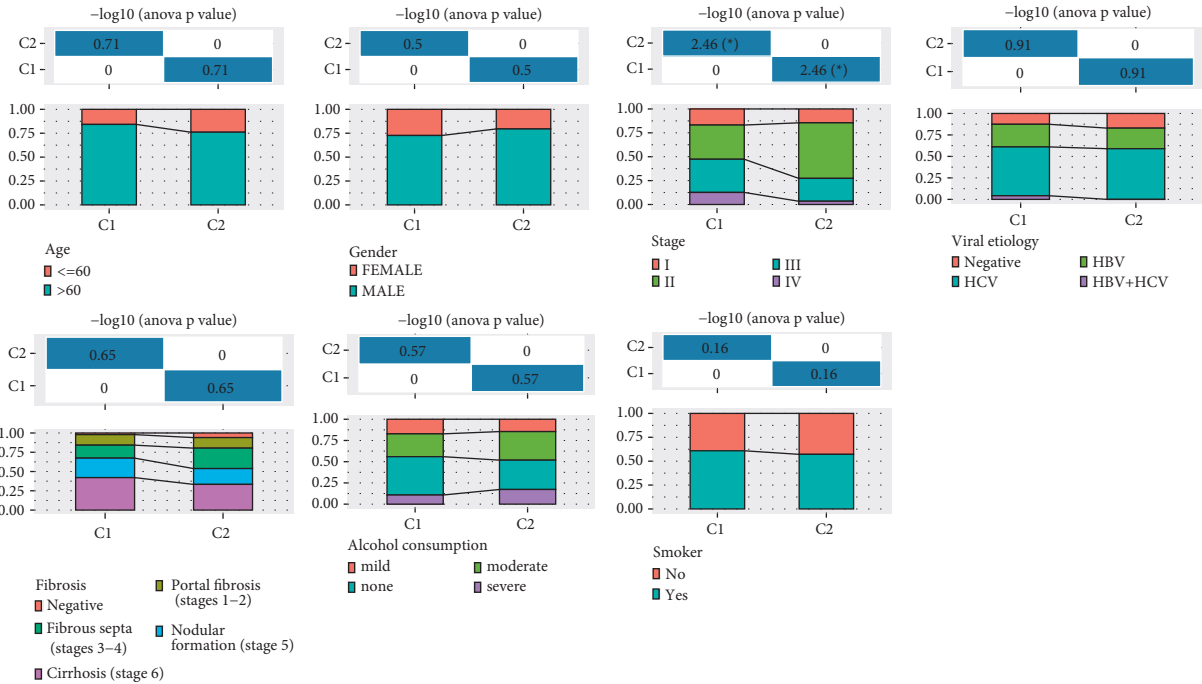 −log10 (anova p value)
C2 0.71 0
C1 0 0.71
1.00
0.75
0.50
0.25
0.00
C1 C2
Age
<=60
>60
−log10 (anova p value)
C2 0.5 0
C1 0 0.5
1.00
0.75
0.50
0.25
0.00
C1 C2
Gender
FEMALE
MALE
−log10 (anova p value)
C2 2.46 (*) 0
C1 0 2.46 (*)
1.00
0.75
0.50
0.25
0.00
C1 C2
Stage
I III
II IV
−log10 (anova p value)
C2 0.91 0
C1 0 0.91
1.00
0.75
0.50
0.25
0.00
C1 C2
Viral etiology
Negative HBV
HCV HBV+HCV
−log10 (anova p value)
C2 0.65 0
C1 0 0.65
1.00
0.75
0.50
0.25
0.00
C1 C2
Fibrosis
Negative
Fibrous septa
(stages 3−4)
Cirrhosis (stage 6)
Portal fibrosis
(stages 1−2)
Nodular
formation (stage 5)
−log10 (anova p value)
C2 0.57 0
C1 0 0.57
1.00
0.75
0.50
0.25
0.00
C1 C2
Alcohol consumption
mild moderate
none severe
−log10 (anova p value)
C2 0.16 0
C1 0 0.16
1.00
0.75
0.50
0.25
0.00
C1 C2
Smoker
No
Yes